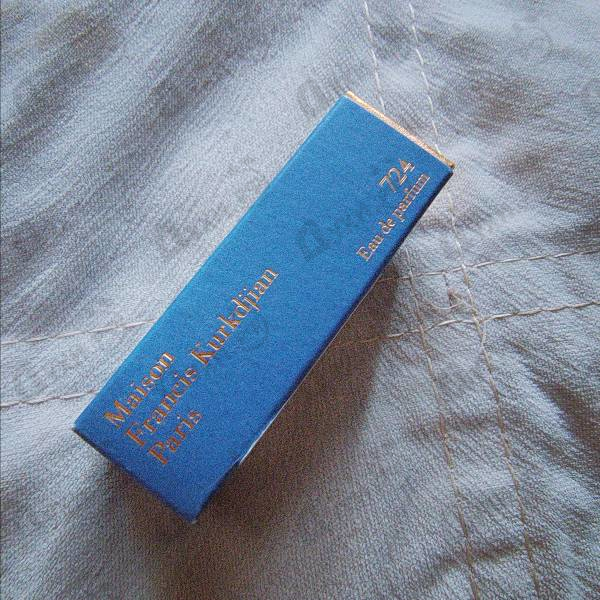 Maison
Francis Kurkdjian
Paris
724
Eau de parfum